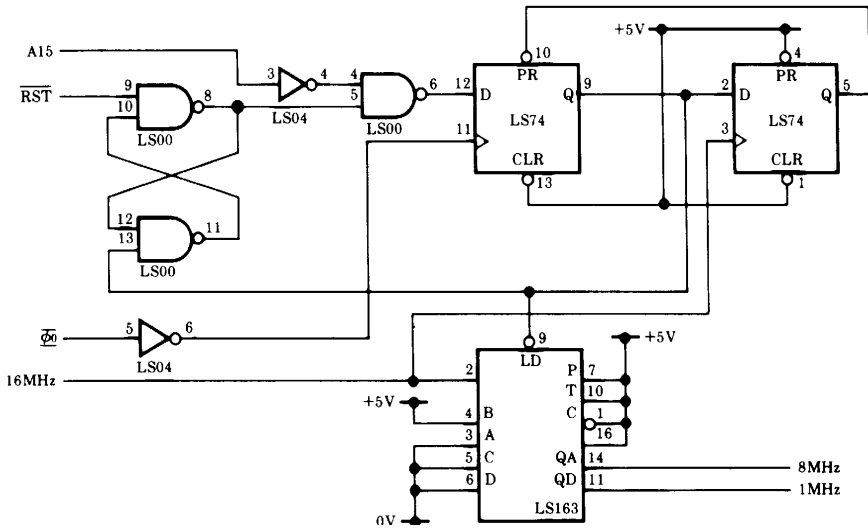 +5V
A15
10
4
3
4
4
PR
PR
9
8
6
12
9
2
5
RST
10
5
D
Q
D
Q
LS00
LS04
LS00
11
LS74
3
LS74
CLR
CLR
13
1
12
13
11
LS00
φ0
5
6
9
LS04
LD
+5V
16MHz
2
P
7
T
10
+5V
C
1
4
B
16
3
A
5
C
QA
14
8MHz
6
D
QD
11
1MHz
LS163
0V